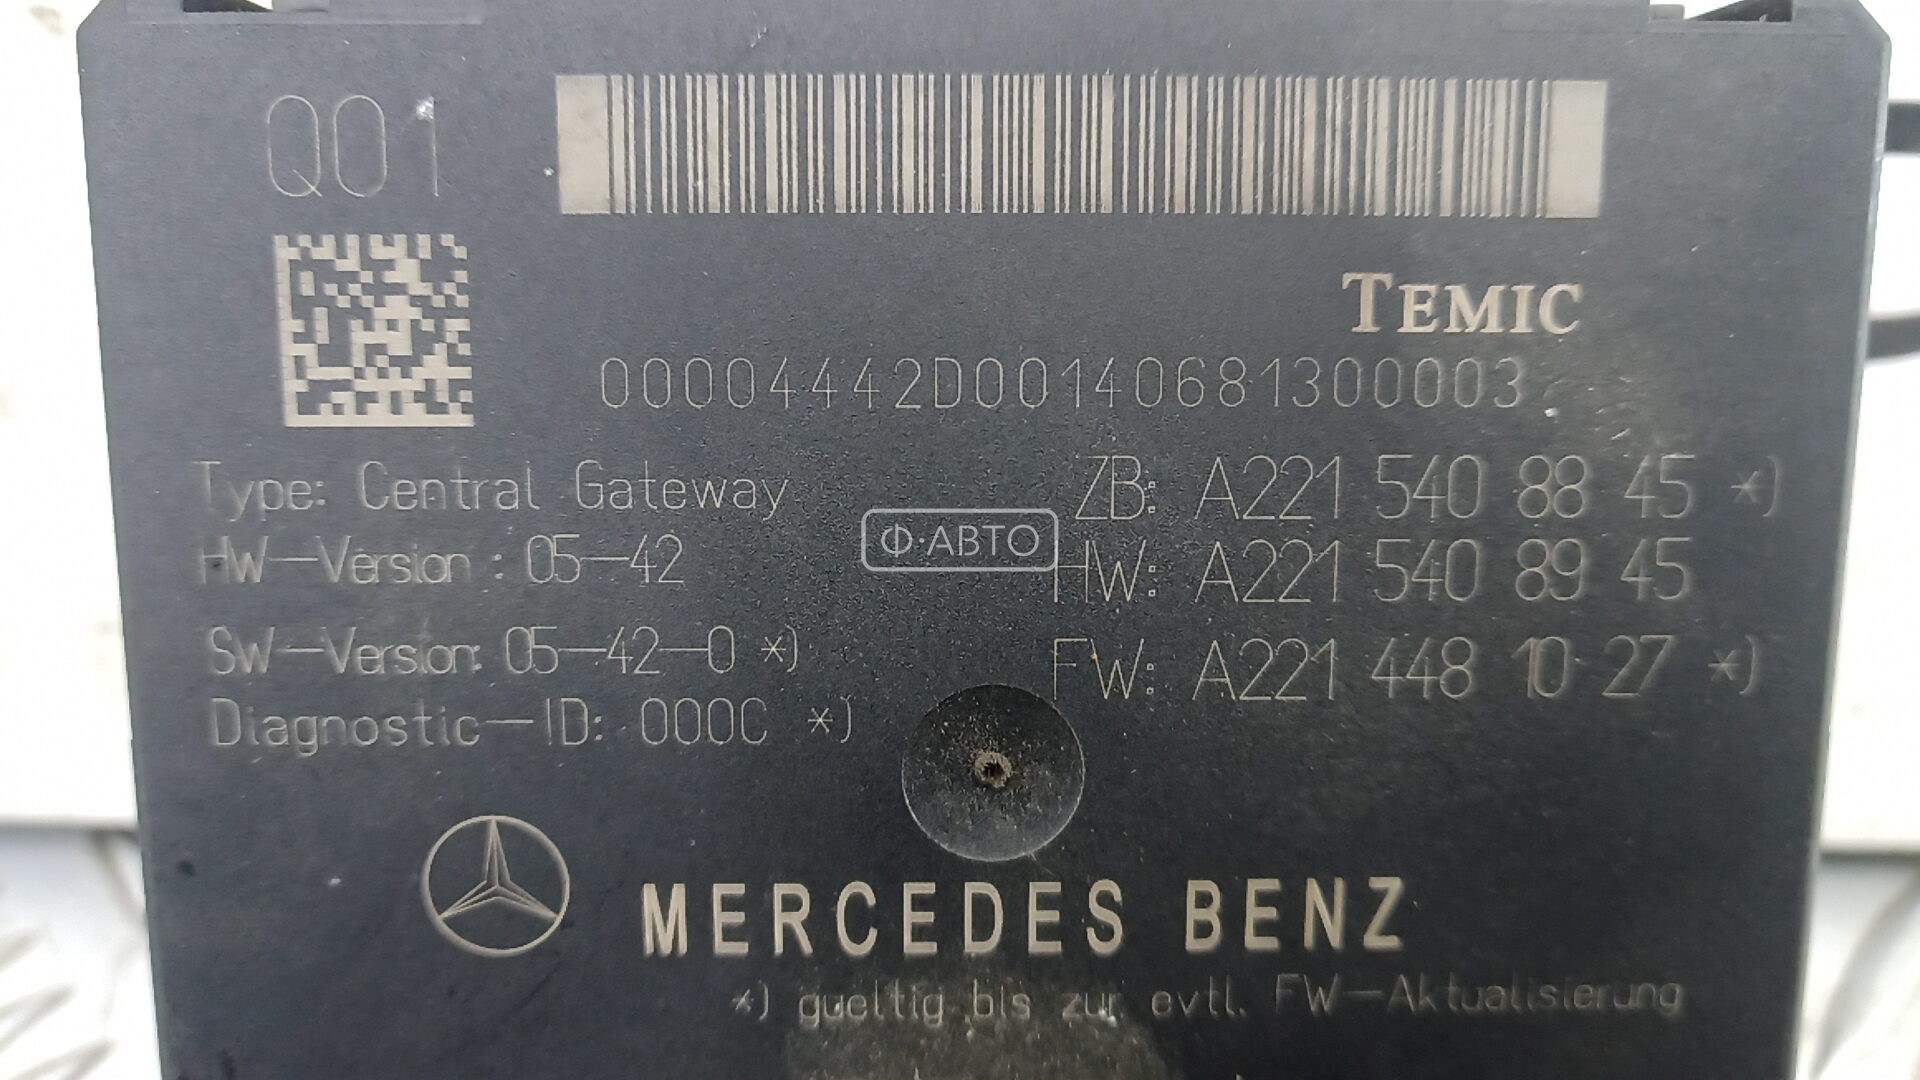 Q01
TEMIC
00004442D00140681300003
Type: Central Gateway
ZB: A221 540 88 45 *)
HW-Version : 05-42
Ф·АВТО
HW: A221 540 89 45
SW-Version: 05-42-0 *)
FW: A221 448 10 27 *)
Diagnostic-ID: 000C *)
MERCEDES BENZ
*) gueltig bis zur evtl. FW-Aktualisierung